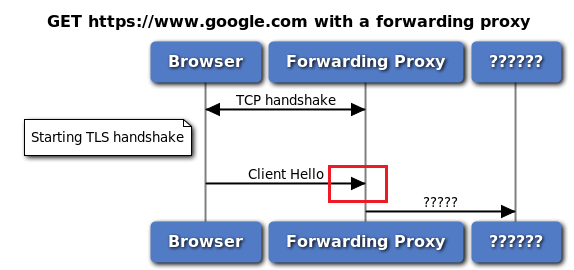 GET https://www.google.com with a forwarding proxy
Browser
Forwarding Proxy
??????
TCP handshake
Starting TLS handshake
Client Hello
?????
Browser
Forwarding Proxy
??????